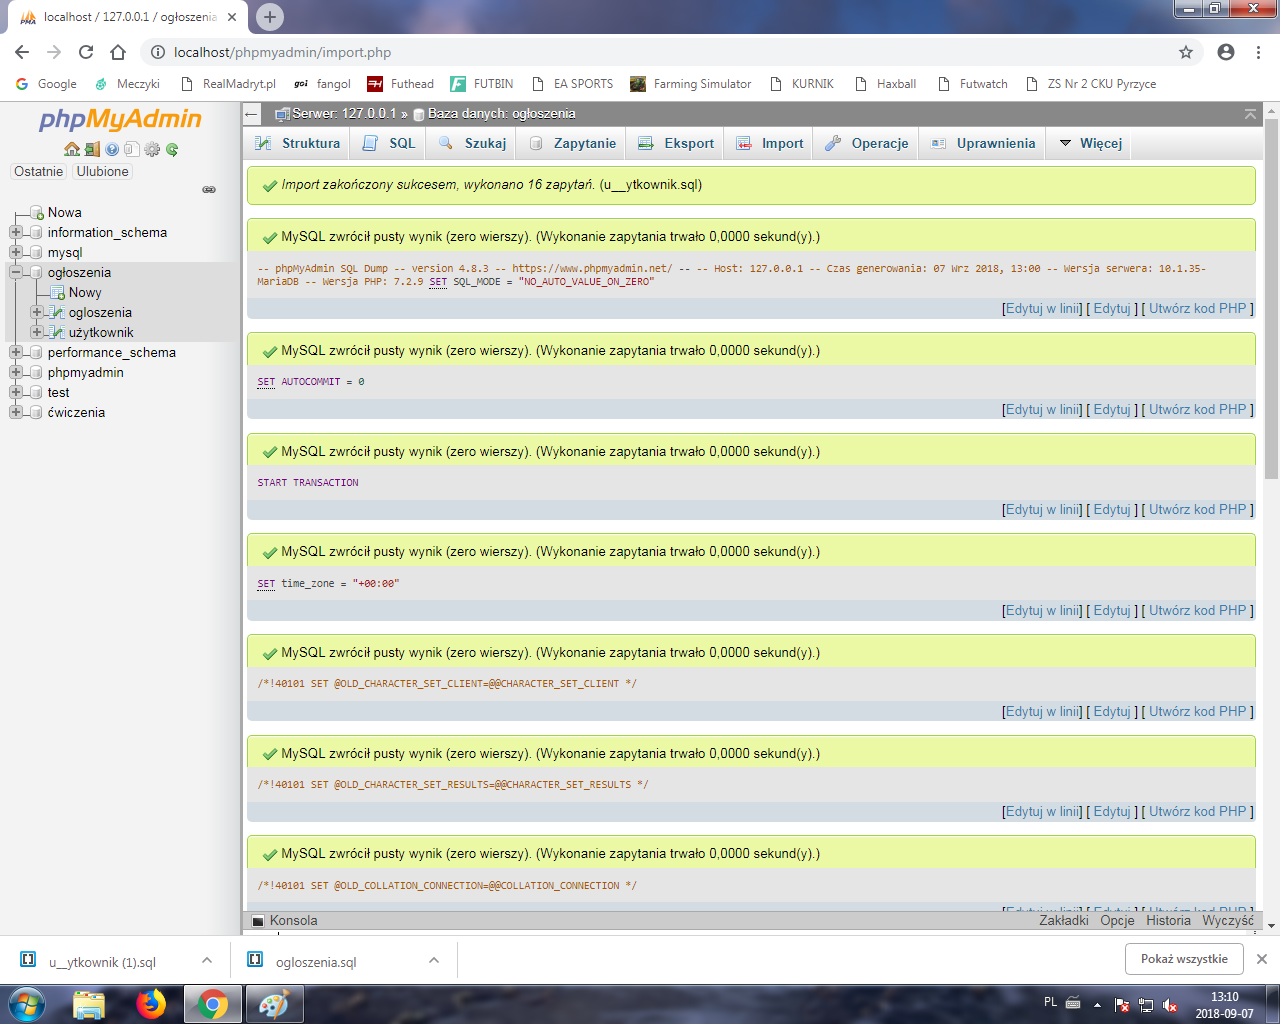 localhost / 127.0.0.1 / ogłoszenia
localhost/phpmyadmin/import.php
Google Meczyki RealMadryt.pl goi fangol Futhead FUTBIN EA SPORTS Farming Simulator KURNIK Haxball Futwatch ZS Nr 2 CKU Pyrzyce
phpMyAdmin
Ostatnie Ulubione
Nowa
information_schema
mysql
ogłoszenia
Nowy
ogloszenia
użytkownik
performance_schema
phpmyadmin
test
ćwiczenia
Serwer: 127.0.0.1 » Baza danych: ogłoszenia
Struktura SQL Szukaj Zapytanie Eksport Import Operacje Uprawnienia Więcej
Import zakończony sukcesem, wykonano 16 zapytań. (u__ytkownik.sql)
MySQL zwrócił pusty wynik (zero wierszy). (Wykonanie zapytania trwało 0,0000 sekund(y).)
-- phpMyAdmin SQL Dump -- version 4.8.3 -- https://www.phpmyadmin.net/ -- -- Host: 127.0.0.1 -- Czas generowania: 07 Wrz 2018, 13:00 -- Wersja serwera: 10.1.35-
MariaDB -- Wersja PHP: 7.2.9 SET SQL_MODE = "NO_AUTO_VALUE_ON_ZERO"
[Edytuj w linii] [ Edytuj ] [ Utwórz kod PHP ]
MySQL zwrócił pusty wynik (zero wierszy). (Wykonanie zapytania trwało 0,0000 sekund(y).)
SET AUTOCOMMIT = 0
[Edytuj w linii] [ Edytuj ] [ Utwórz kod PHP ]
MySQL zwrócił pusty wynik (zero wierszy). (Wykonanie zapytania trwało 0,0000 sekund(y).)
START TRANSACTION
[Edytuj w linii] [ Edytuj ] [ Utwórz kod PHP ]
MySQL zwrócił pusty wynik (zero wierszy). (Wykonanie zapytania trwało 0,0000 sekund(y).)
SET time_zone = "+00:00"
[Edytuj w linii] [ Edytuj ] [ Utwórz kod PHP ]
MySQL zwrócił pusty wynik (zero wierszy). (Wykonanie zapytania trwało 0,0000 sekund(y).)
/*!40101 SET @OLD_CHARACTER_SET_CLIENT=@@CHARACTER_SET_CLIENT */
[Edytuj w linii] [ Edytuj ] [ Utwórz kod PHP ]
MySQL zwrócił pusty wynik (zero wierszy). (Wykonanie zapytania trwało 0,0000 sekund(y).)
/*!40101 SET @OLD_CHARACTER_SET_RESULTS=@@CHARACTER_SET_RESULTS */
[Edytuj w linii] [ Edytuj ] [ Utwórz kod PHP ]
MySQL zwrócił pusty wynik (zero wierszy). (Wykonanie zapytania trwało 0,0000 sekund(y).)
/*!40101 SET @OLD_COLLATION_CONNECTION=@@COLLATION_CONNECTION */
[Edytuj w linii] [ Edytuj ] [ Utwórz kod PHP ]
Konsola Zakładki Opcje Historia Wyczyść
u__ytkownik (1).sql ogloszenia.sql Pokaż wszystkie
PL 13:10
2018-09-07